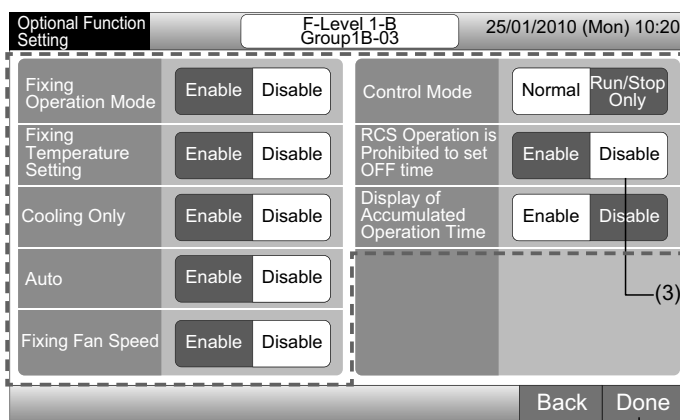 Optional Function
Setting
F-Level 1-B
Group1B-03
25/01/2010 (Mon) 10:20
Fixing
Operation Mode
Enable Disable
Fixing
Temperature
Setting
Enable Disable
Cooling Only
Enable Disable
Auto
Enable Disable
Fixing Fan Speed
Enable Disable
Control Mode
Normal
Run/Stop
Only
RCS Operation is
Prohibited to set
OFF time
Enable Disable
Display of
Accumulated
Operation Time
Enable Disable
(3)
Back Done